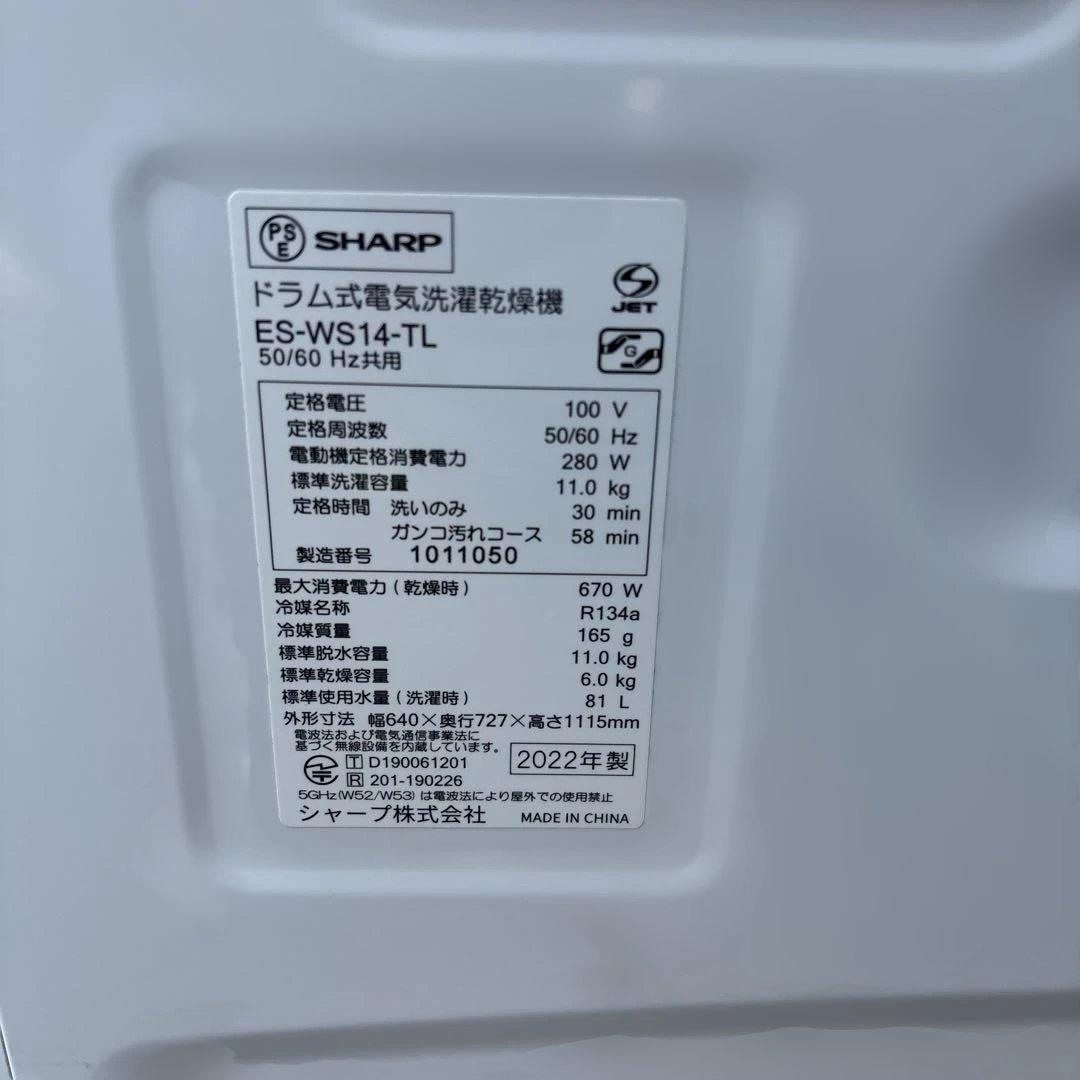 PSE SHARP
JET
ドラム式電気洗濯乾燥機
ES-WS14-TL
G
50/60 Hz共用
定格電圧 100 V
定格周波数 50/60 Hz
電動機定格消費電力 280 W
標準洗濯容量 11.0 kg
定格時間 洗いのみ 30 min
ガンコ汚れコース 58 min
製造番号 1011050
最大消費電力(乾燥時) 670 W
冷媒名称 R134a
冷媒質量 165 g
標準脱水容量 11.0 kg
標準乾燥容量 6.0 kg
標準使用水量(洗濯時) 81 L
外形寸法 幅640×奥行727×高さ1115mm
電波法および電気通信事業法に
基づく無線設備を内蔵しています。
T D190061201
R 201-190226
2022年製
5GHz(W52/W53)は電波法により屋外での使用禁止
シャープ株式会社 MADE IN CHINA